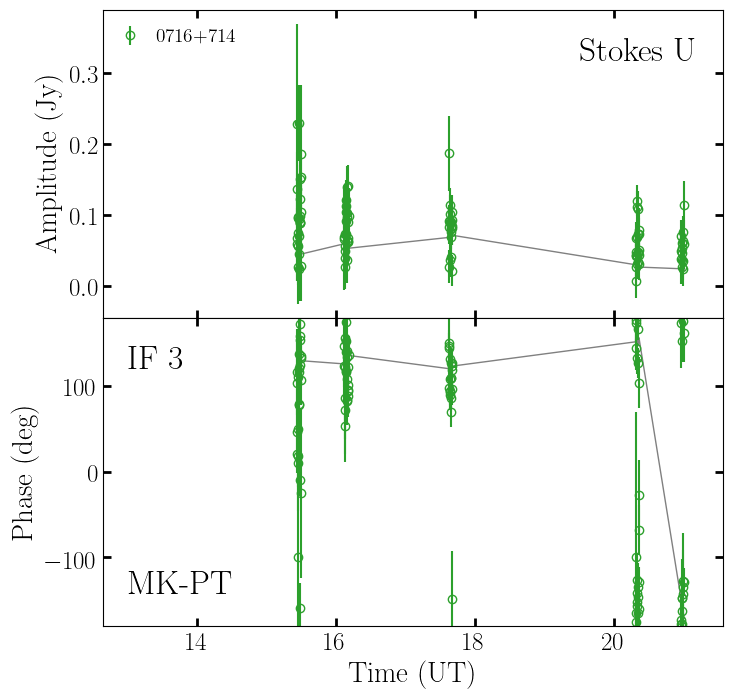 0716+714
Stokes U
Amplitude (Jy)
0.3
0.2
0.1
0.0
IF 3
Phase (deg)
100
0
−100
MK-PT
14 16 18 20
Time (UT)